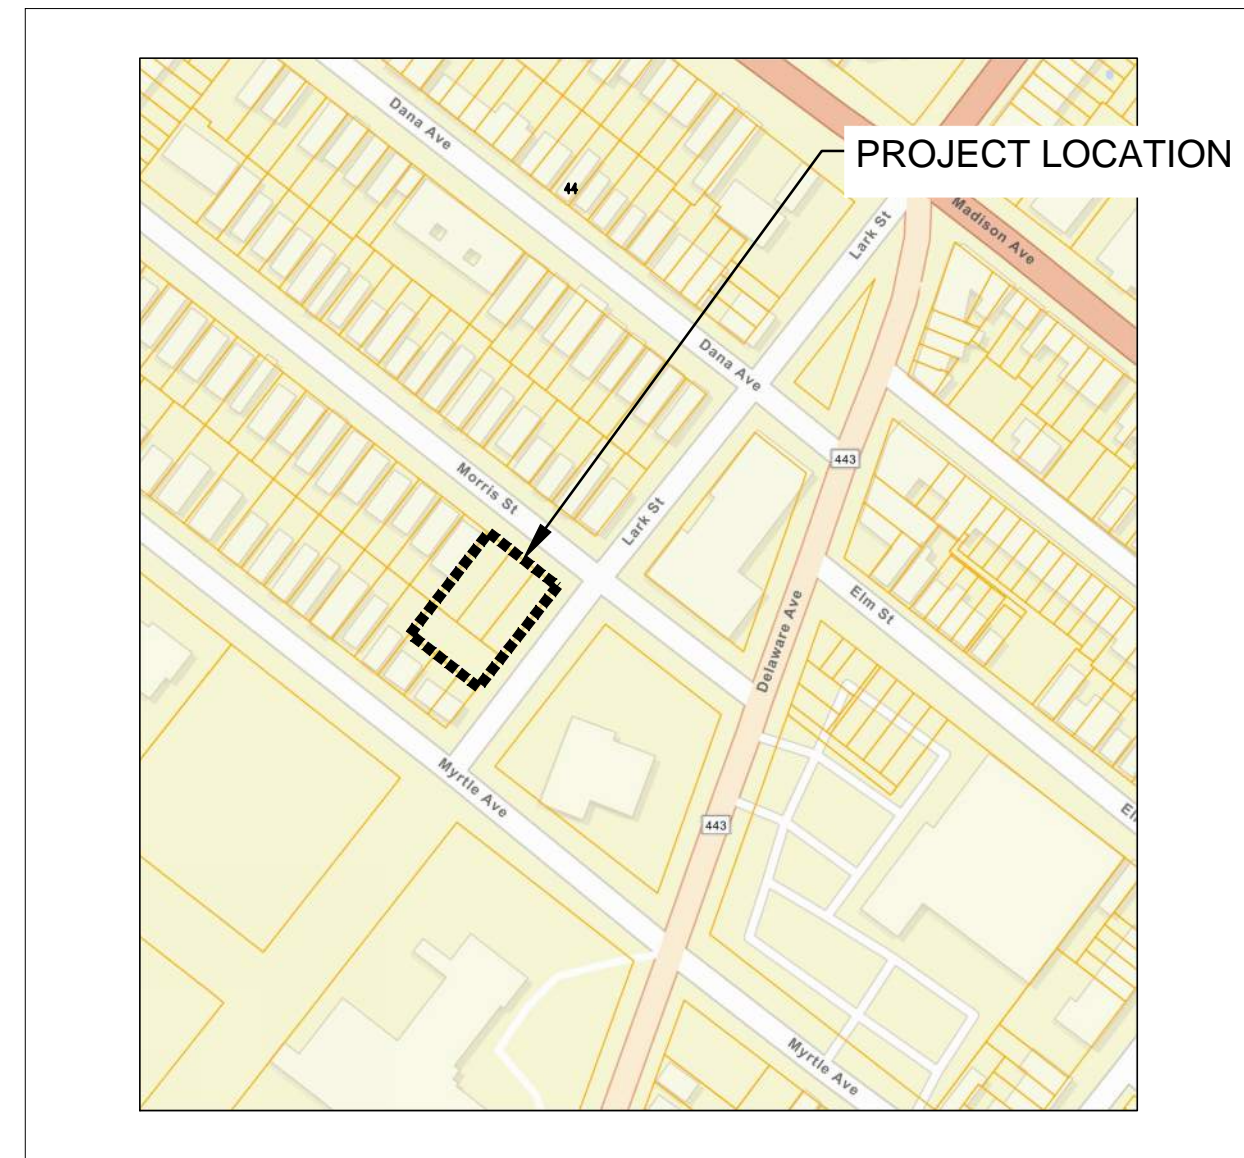 Dana Ave
PROJECT LOCATION
44
Madison Ave
Lark St
Dana Ave
443
Morris St
Lark St
Elm St
Delaware Ave
Myrtle Ave
443
El
Myrtle Ave